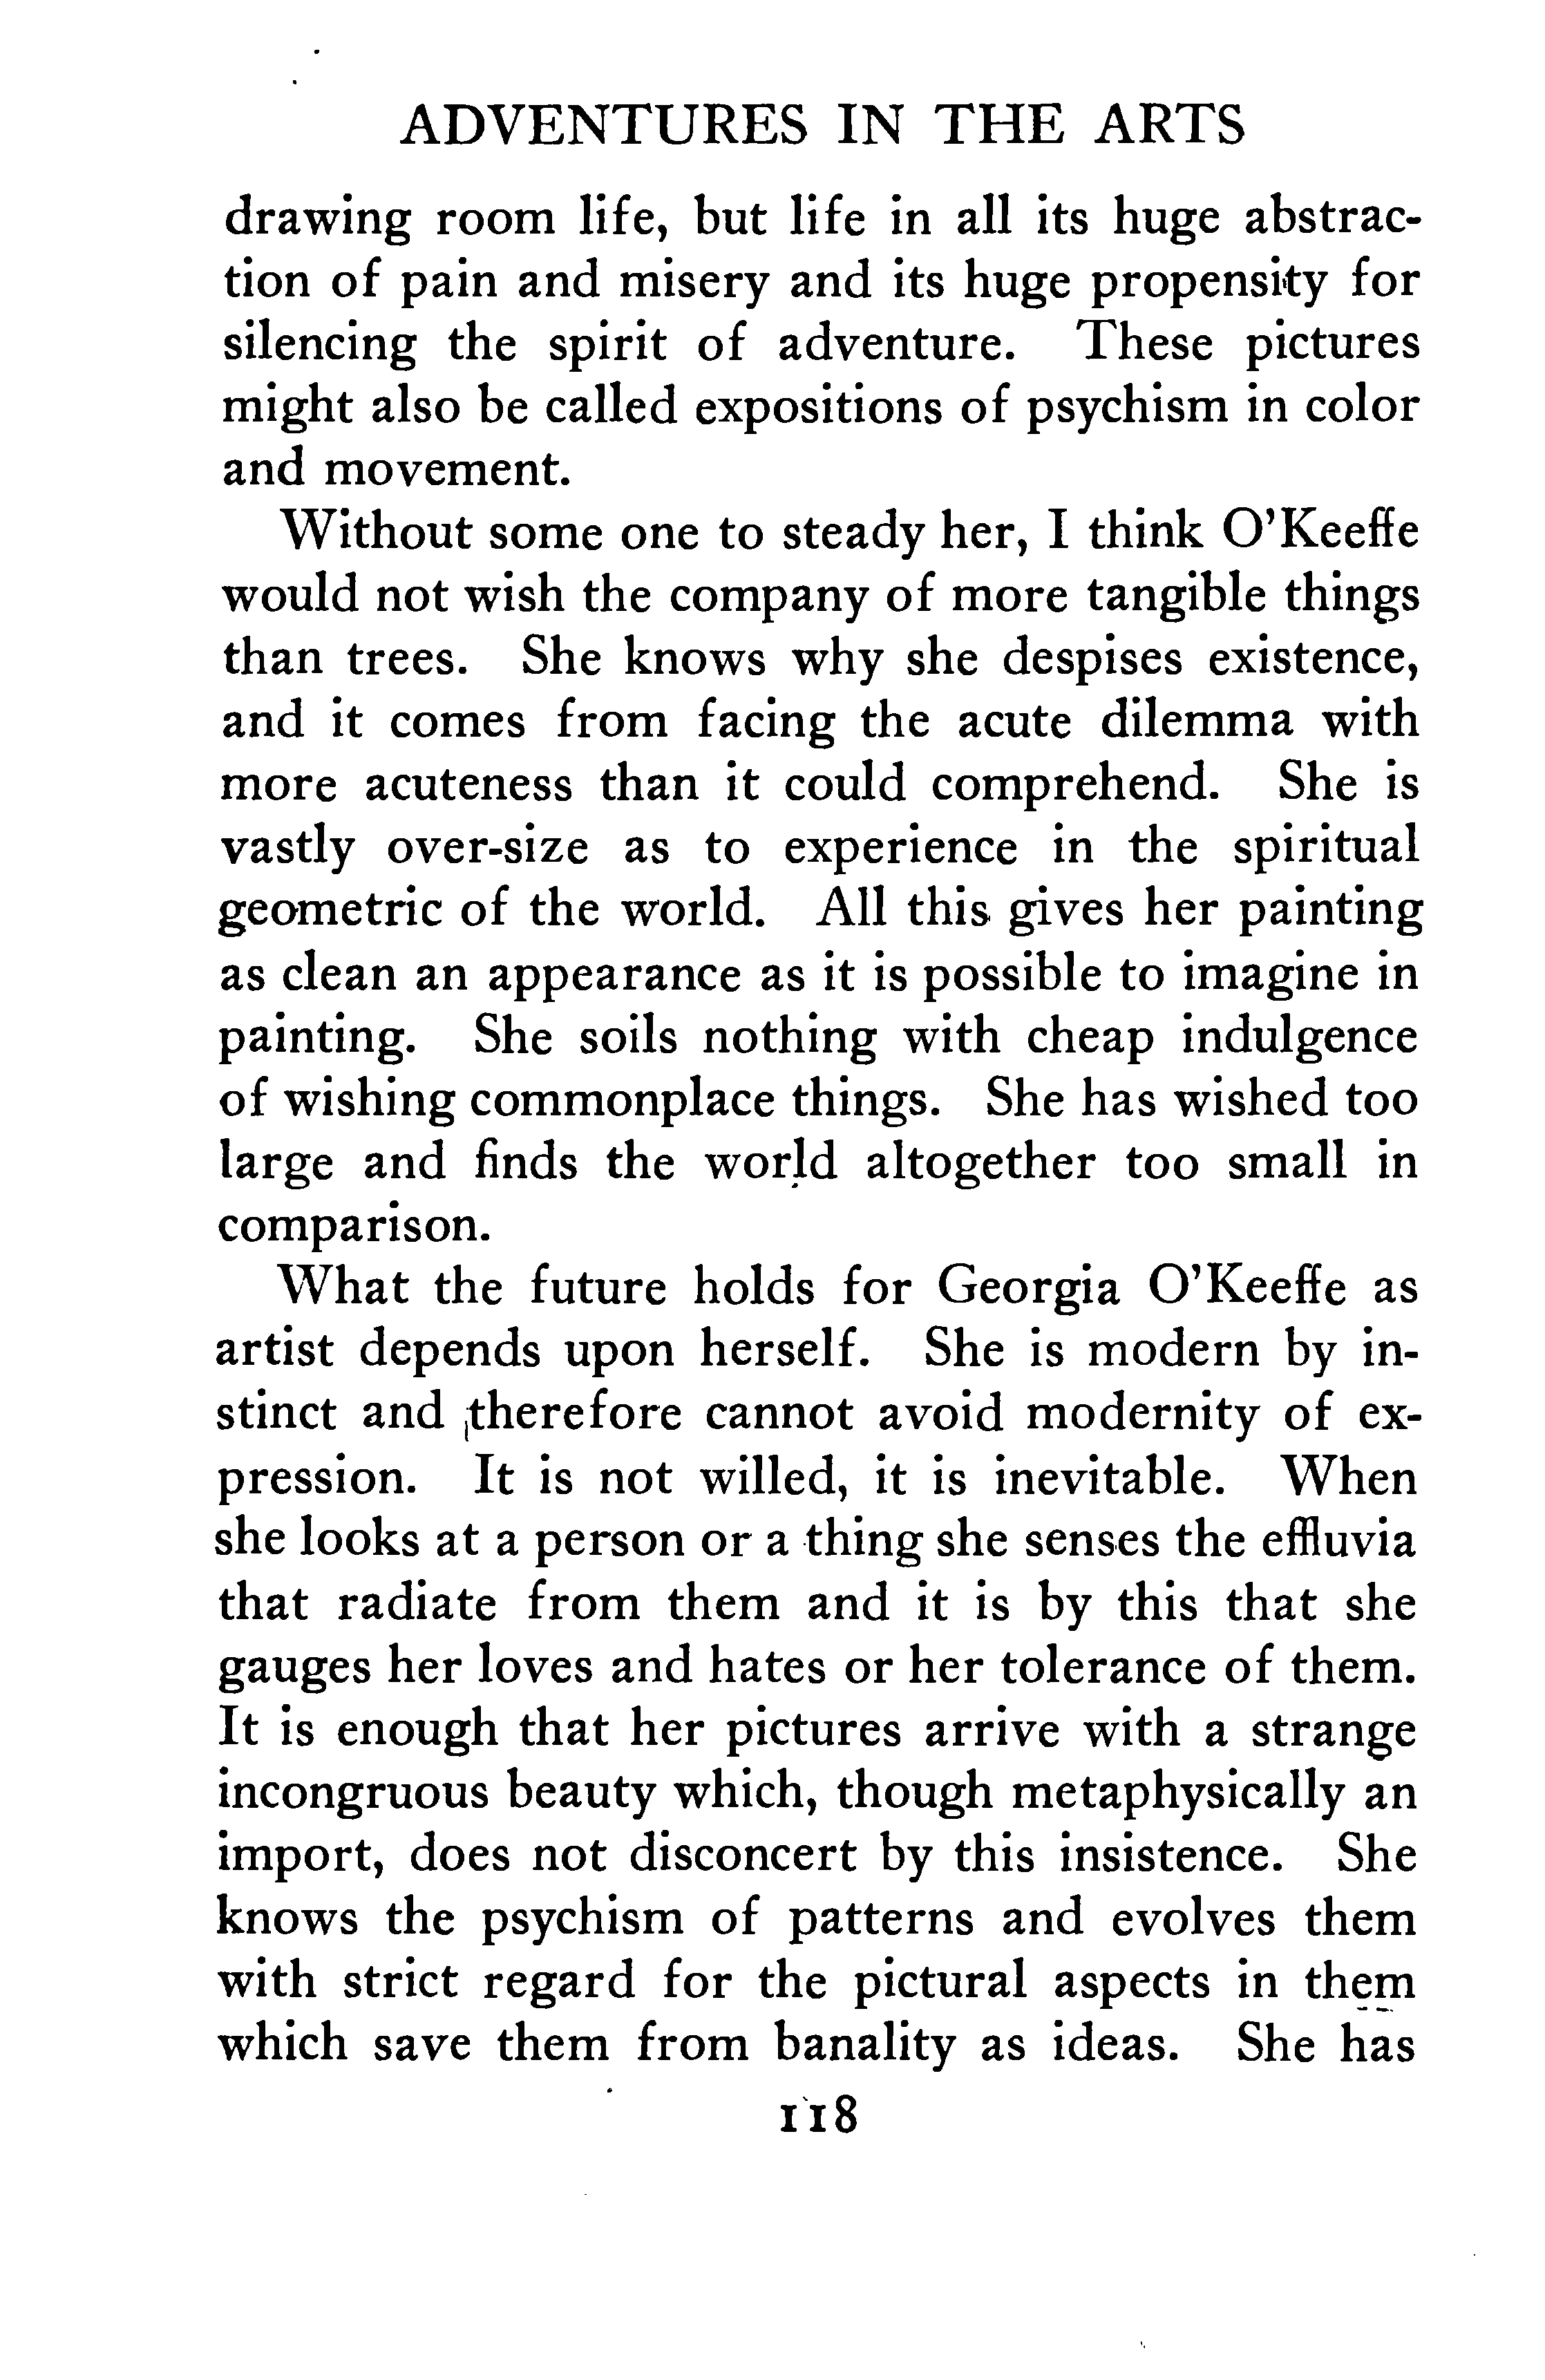 ADVENTURES IN THE ARTS
drawing room life, but life in all its huge abstrac-
tion of pain and misery and its huge propensity for
silencing the spirit of adventure. These pictures
might also be called expositions of psychism in color
and movement.
Without some one to steady her, I think O'Keeffe
would not wish the company of more tangible things
than trees. She knows why she despises existence,
and it comes from facing the acute dilemma with
more acuteness than it could comprehend. She is
vastly over-size as to experience in the spiritual
geometric of the world. All this gives her painting
as clean an appearance as it is possible to imagine in
painting. She soils nothing with cheap indulgence
of wishing commonplace things. She has wished too
large and finds the world altogether too small in
comparison.
What the future holds for Georgia O'Keeffe as
artist depends upon herself. She is modern by in-
stinct and therefore cannot avoid modernity of ex-
pression. It is not willed, it is inevitable. When
she looks at a person or a thing she senses the effluvia
that radiate from them and it is by this that she
gauges her loves and hates or her tolerance of them.
It is enough that her pictures arrive with a strange
incongruous beauty which, though metaphysically an
import, does not disconcert by this insistence. She
knows the psychism of patterns and evolves them
with strict regard for the pictural aspects in them
which save them from banality as ideas. She has
118